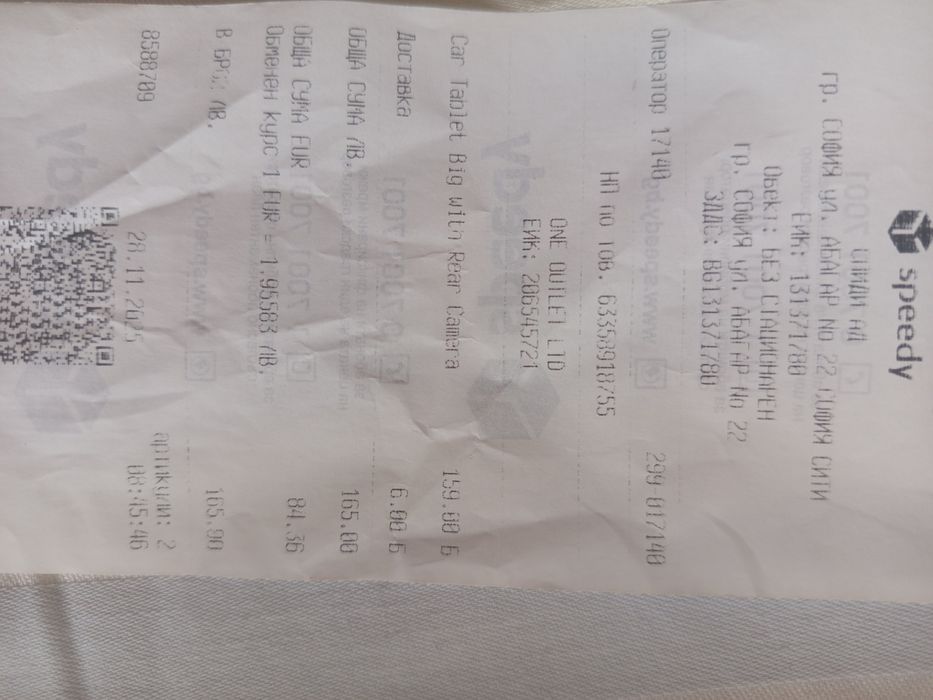 speedy
СПИДИ АД
гр. СОФИЯ ул. АБАГАР No 22 СОФИЯ СИТИ
ЕИК: 131371780
Обект: БЕЗ СТАЦИОНАРЕН
гр. СОФИЯ ул. АБАГАР No 22
ЗДДС: BG131371780
Оператор 17140 299 017140
НП по тов. 63358918755
ONE OUTLET LTD
ЕИК: 206545721
Car Tablet Big with Rear Camera 159.00 Б
Доставка 6.00 Б
ОБЩА СУМА ЛВ. 165.00
ОБЩА СУМА EUR 84.36
Обменен курс 1 EUR =1.95583 ЛВ.
В БРОЙ ЛВ. 165.00
8588709 артикули: 2
28.11.2025 08:45:46